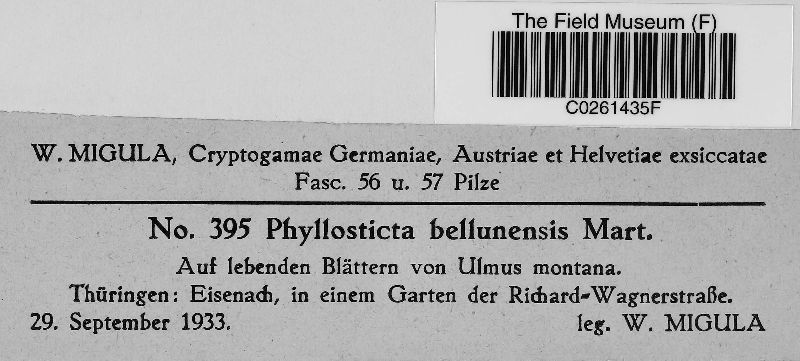 The Field Museum (F)
C0261435F
W. MIGULA, Cryptogamae Germaniae, Austriae et Helvetiae exsiccatae
Fasc. 56 u. 57 Pilze
No. 395 Phyllosticta bellunensis Mart.
Auf lebenden Blättern von Ulmus montana.
Thüringen: Eisenach, in einem Garten der Richard-Wagnerstraße.
29. September 1933. leg. W. MIGULA